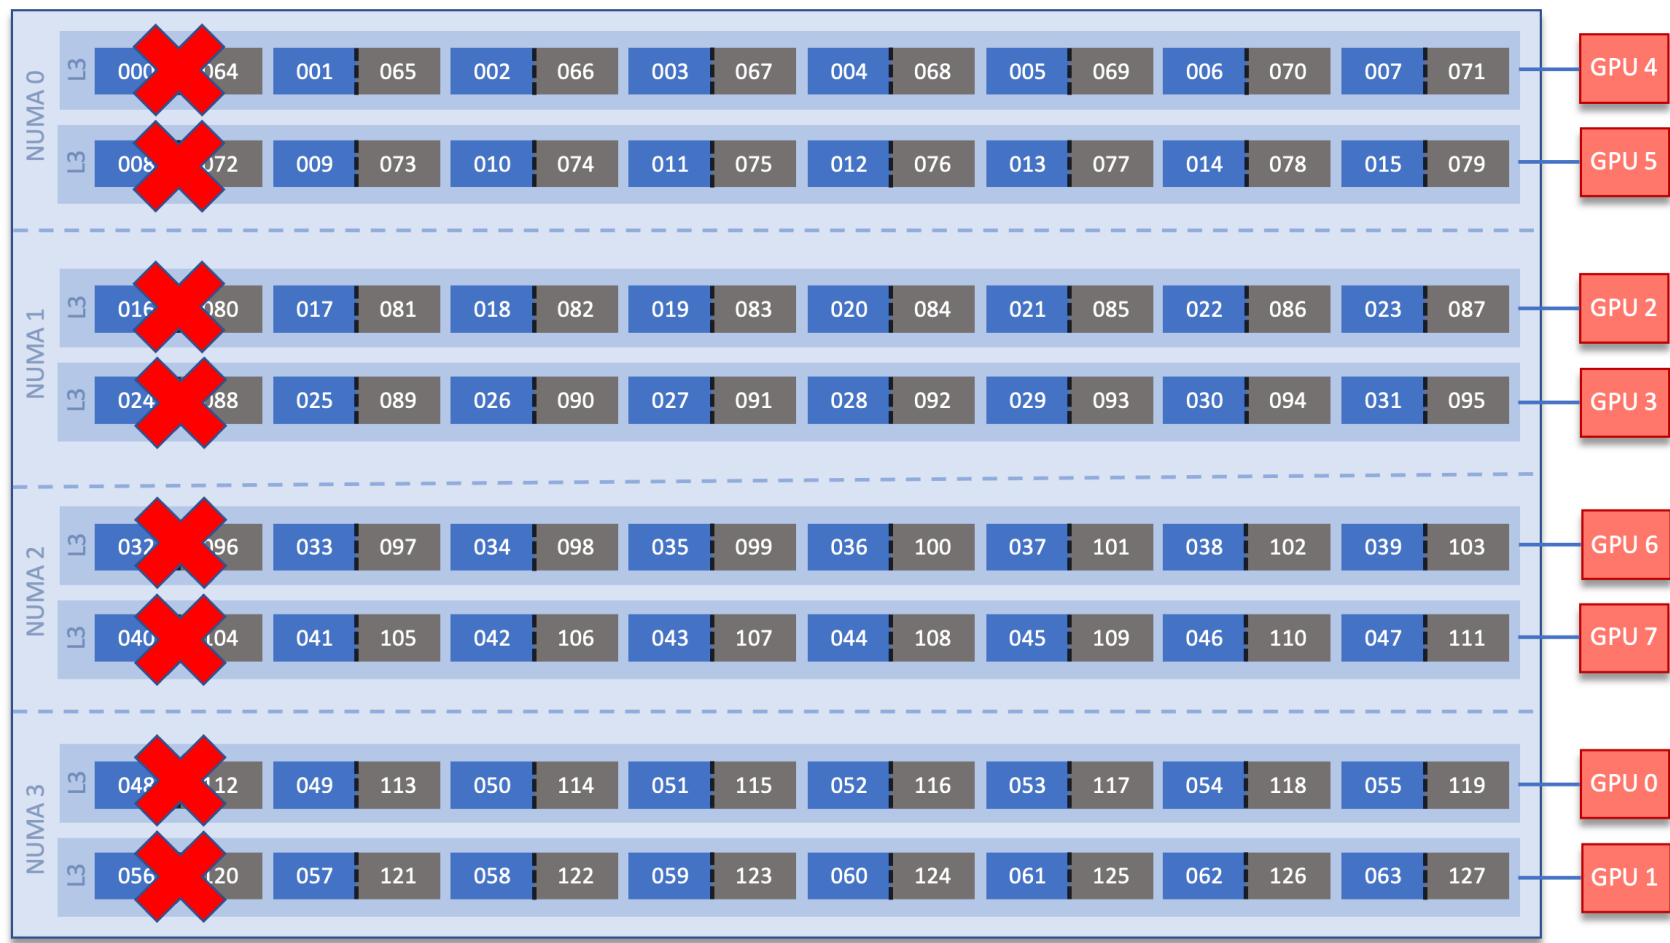 NUMA 0
L3 000 064 001 065 002 066 003 067 004 068 005 069 006 070 007 071 GPU 4
L3 008 072 009 073 010 074 011 075 012 076 013 077 014 078 015 079 GPU 5
NUMA 1
L3 016 080 017 081 018 082 019 083 020 084 021 085 022 086 023 087 GPU 2
L3 024 088 025 089 026 090 027 091 028 092 029 093 030 094 031 095 GPU 3
NUMA 2
L3 032 096 033 097 034 098 035 099 036 100 037 101 038 102 039 103 GPU 6
L3 040 104 041 105 042 106 043 107 044 108 045 109 046 110 047 111 GPU 7
NUMA 3
L3 048 112 049 113 050 114 051 115 052 116 053 117 054 118 055 119 GPU 0
L3 056 120 057 121 058 122 059 123 060 124 061 125 062 126 063 127 GPU 1